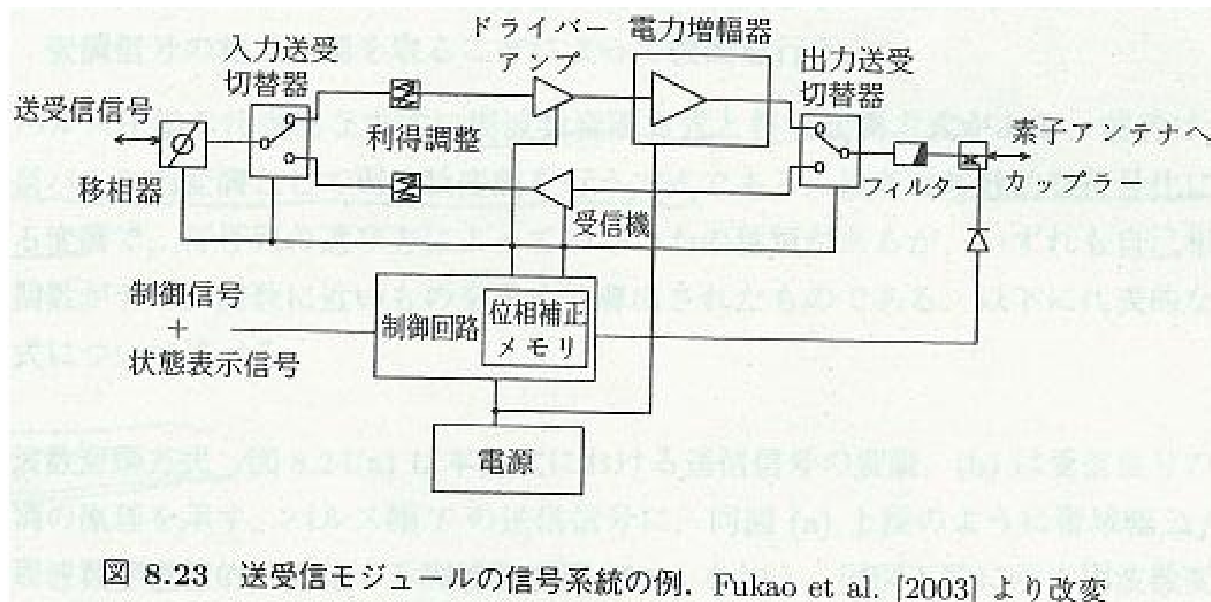 ドライバー
アンプ
電力増幅器
入力送受
切替器
出力送受
切替器
送受信信号
素子アンテナへ
利得調整
移相器
フィルター
カップラー
受信機
制御信号
+
状態表示信号
制御回路
位相補正
メモリ
電源
図 8.23 送受信モジュールの信号系統の例. Fukao et al. [2003] より改変